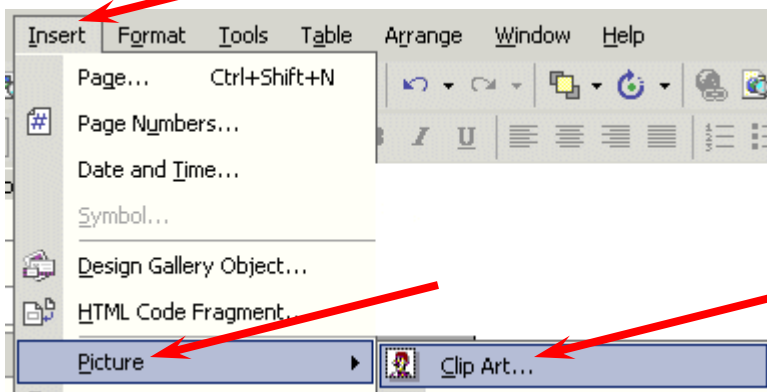 Insert Format Tools Table Arrange Window Help
Page... Ctrl+Shift+N
Page Numbers...
I U
Date and Time...
Symbol...
Design Gallery Object...
HTML Code Fragment...
Picture
Clip Art...